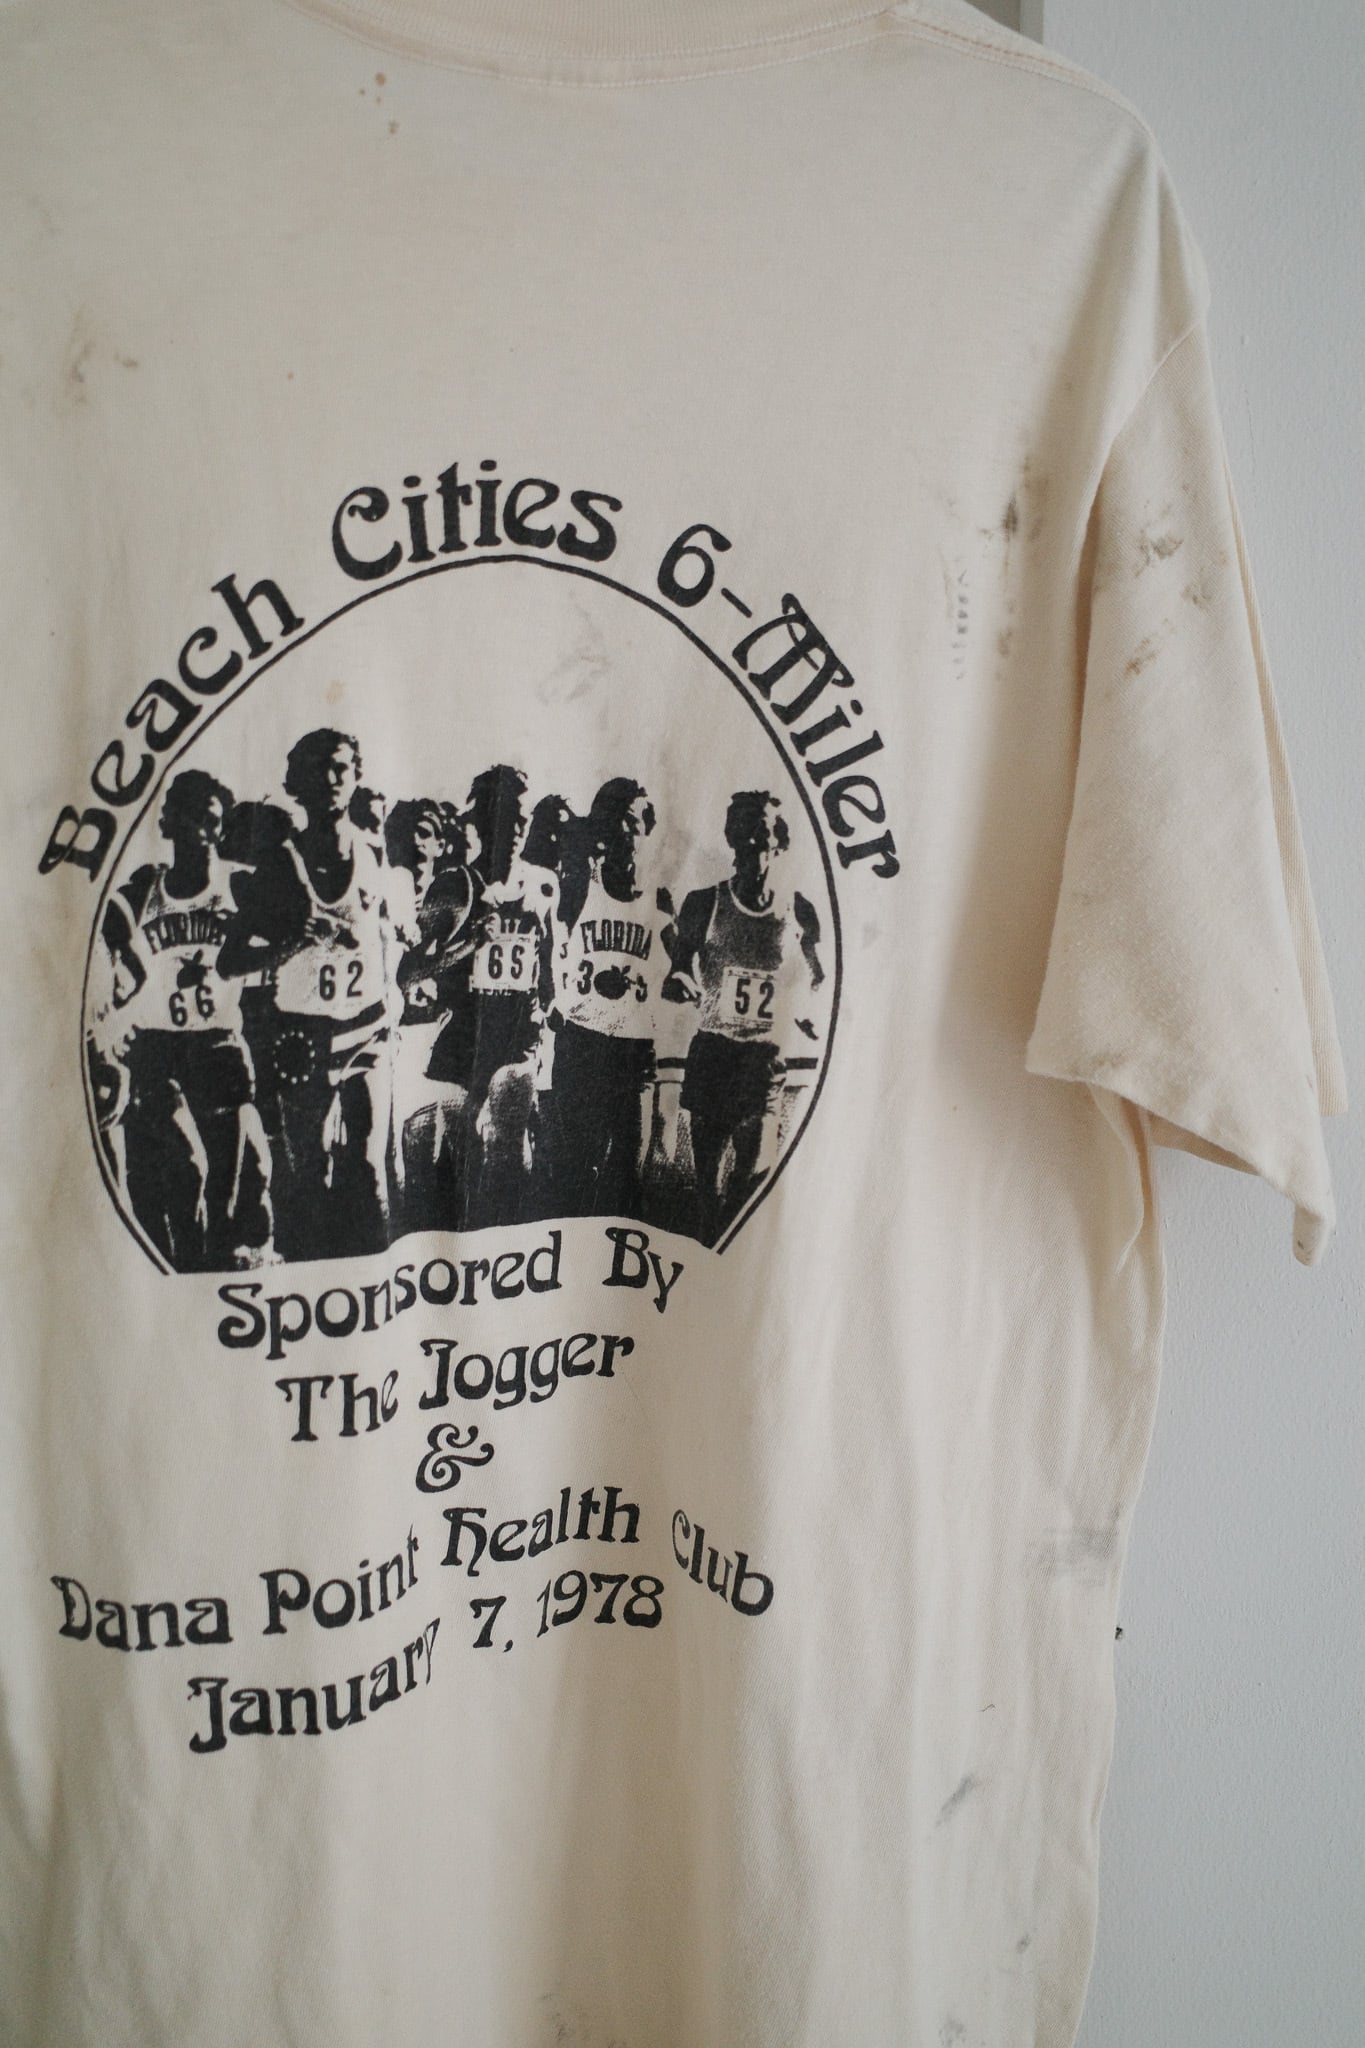 Beach Cities 6-Miler
FLORIDA
66
62
65
FLORIDA
52
Sponsored By
The Jogger
&
Dana Point Health Club
January 7, 1978